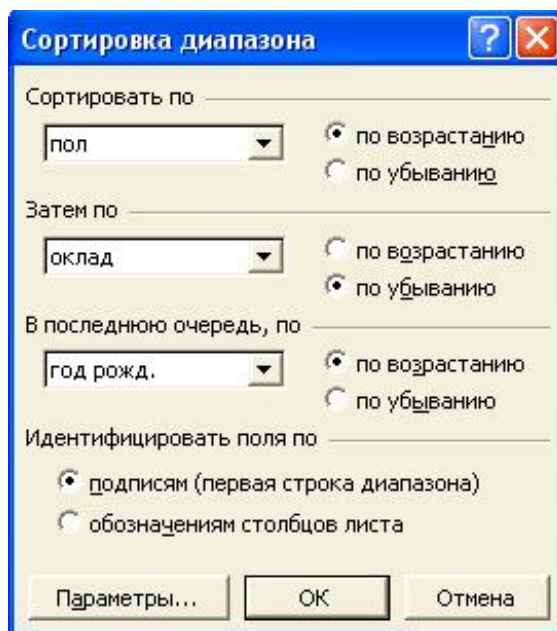 Сортировка диапазона
Сортировать по
пол
по возрастанию
по убыванию
Затем по
оклад
по возрастанию
по убыванию
В последнюю очередь, по
год рожд.
по возрастанию
по убыванию
Идентифицировать поля по
подписям (первая строка диапазона)
обозначениям столбцов листа
Параметры... ОК Отмена